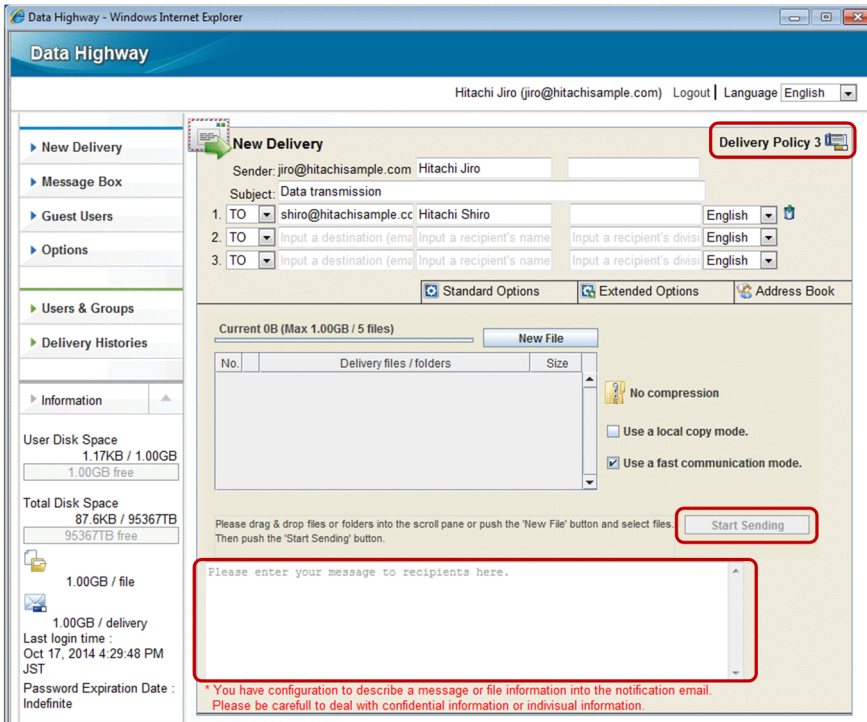 Data Highway - Windows Internet Explorer
Data Highway
Hitachi Jiro (jiro@hitachisample.com) Logout Language English
New Delivery
Message Box
Guest Users
Options
Users & Groups
Delivery Histories
Information
User Disk Space
1.17KB / 1.00GB
1.00GB free
Total Disk Space
87.6KB / 95367TB
95367TB free
1.00GB / file
1.00GB / delivery
Last login time :
Oct 17, 2014 4:29:48 PM
JST
Password Expiration Date :
Indefinite
New Delivery
Delivery Policy 3
Sender: jiro@hitachisample.com Hitachi Jiro
Subject: Data transmission
1. TO shiro@hitachisample.cc Hitachi Shiro English
2. TO Input a destination (ema Input a recipient's name Input a recipient's divisi English
3. TO Input a destination (ema Input a recipient's name Input a recipient's divisi English
Standard Options Extended Options Address Book
Current 0B (Max 1.00GB / 5 files)
New File
No. Delivery files / folders Size
No compression
Use a local copy mode.
Use a fast communication mode.
Please drag & drop files or folders into the scroll pane or push the 'New File' button and select files.
Then push the 'Start Sending' button.
Start Sending
Please enter your message to recipients here.
* You have configuration to describe a message or file information into the notification email.
Please be carefull to deal with confidential information or indivisual information.